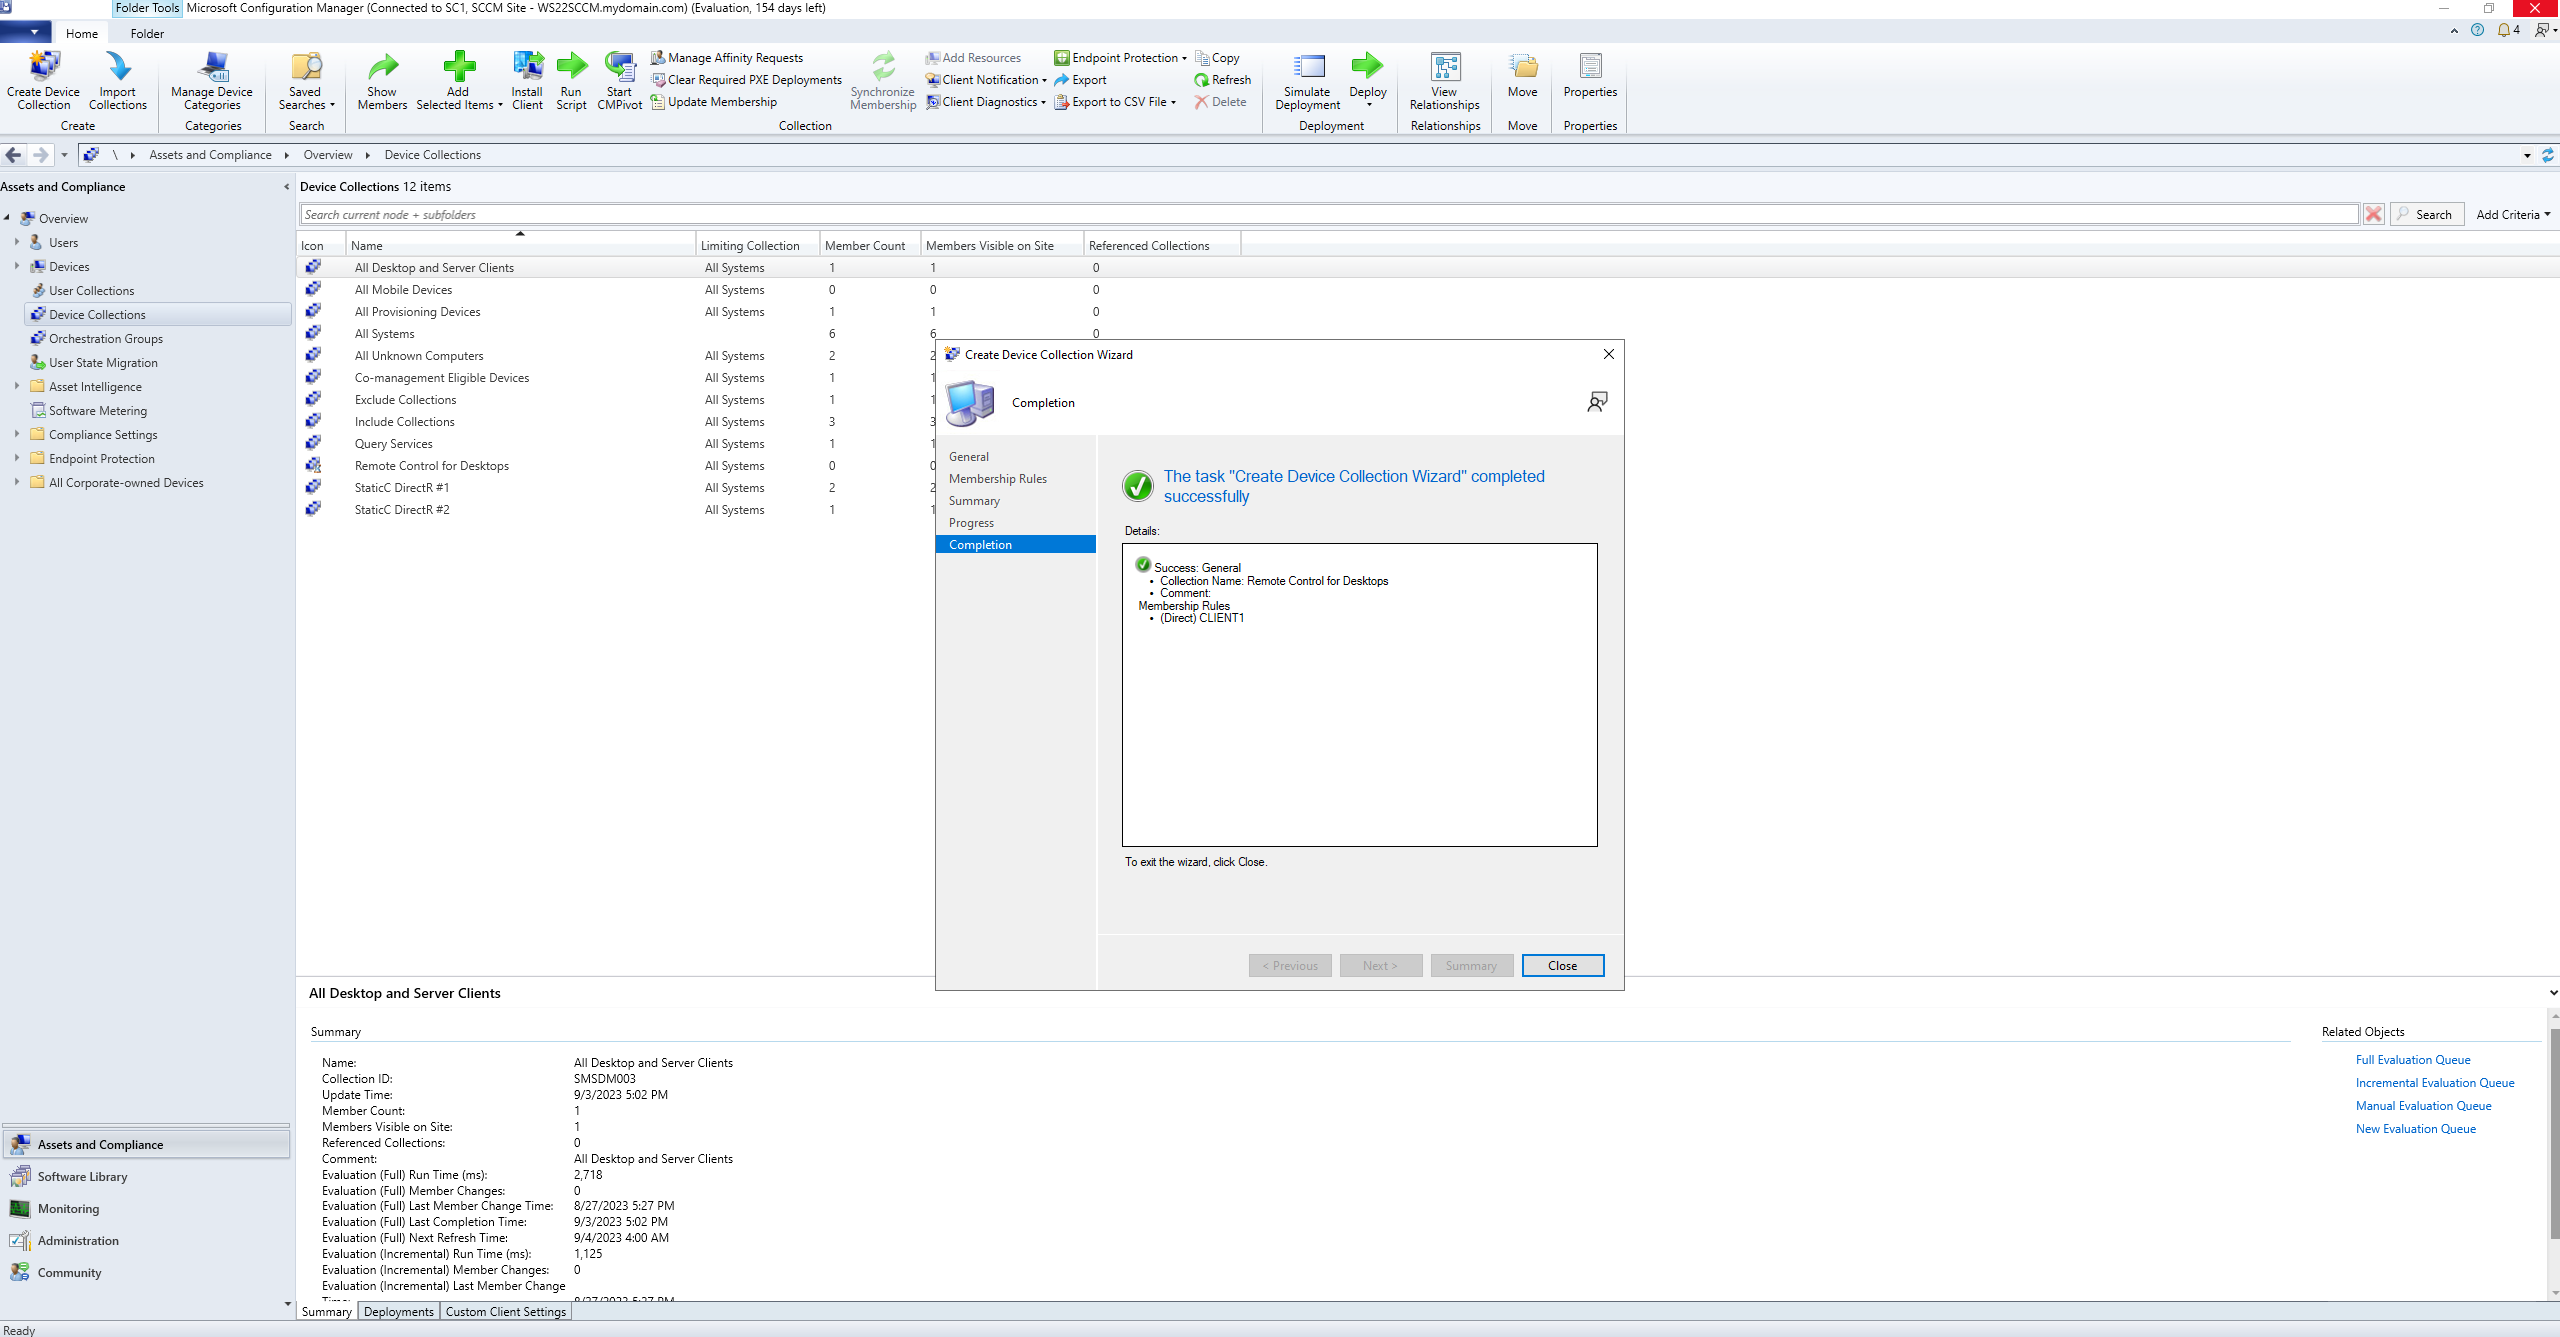 Folder Tools Microsoft Configuration Manager (Connected to SC1, SCCM Site - WS22SCCM.mydomain.com) (Evaluation, 154 days left)
Home Folder
4
Create Device Collection
Import Collections
Create
Manage Device Categories
Categories
Saved Searches
Search
Show Members
Add Selected Items
Install Client
Run Script
Start CMPivot
Manage Affinity Requests
Clear Required PXE Deployments
Update Membership
Synchronize Membership
Add Resources
Client Notification
Client Diagnostics
Endpoint Protection
Export
Export to CSV File
Copy
Refresh
Delete
Collection
Simulate Deployment
Deploy
Deployment
View Relationships
Relationships
Move
Move
Properties
Properties
\ Assets and Compliance Overview Device Collections
Assets and Compliance
Overview
Users
Devices
User Collections
Device Collections
Orchestration Groups
User State Migration
Asset Intelligence
Software Metering
Compliance Settings
Endpoint Protection
All Corporate-owned Devices
Assets and Compliance
Software Library
Monitoring
Administration
Community
Device Collections 12 items
Search current node + subfolders
Search Add Criteria
Icon Name Limiting Collection Member Count Members Visible on Site Referenced Collections
All Desktop and Server Clients All Systems 1 1 0
All Mobile Devices All Systems 0 0 0
All Provisioning Devices All Systems 1 1 0
All Systems 6 6 0
All Unknown Computers All Systems 2 2
Co-management Eligible Devices All Systems 1 1
Exclude Collections All Systems 1 1
Include Collections All Systems 3 3
Query Services All Systems 1 1
Remote Control for Desktops All Systems 0 0
StaticC DirectR #1 All Systems 2 2
StaticC DirectR #2 All Systems 1 1
Create Device Collection Wizard
Completion
General
Membership Rules
Summary
Progress
Completion
The task "Create Device Collection Wizard" completed
successfully
Details:
Success: General
• Collection Name: Remote Control for Desktops
• Comment:
Membership Rules
• (Direct) CLIENT1
To exit the wizard, click Close.
< Previous Next > Summary Close
All Desktop and Server Clients
Summary
Name: All Desktop and Server Clients
Collection ID: SMSDM003
Update Time: 9/3/2023 5:02 PM
Member Count: 1
Members Visible on Site: 1
Referenced Collections: 0
Comment: All Desktop and Server Clients
Evaluation (Full) Run Time (ms): 2,718
Evaluation (Full) Member Changes: 0
Evaluation (Full) Last Member Change Time: 8/27/2023 5:27 PM
Evaluation (Full) Last Completion Time: 9/3/2023 5:02 PM
Evaluation (Full) Next Refresh Time: 9/4/2023 4:00 AM
Evaluation (Incremental) Run Time (ms): 1,125
Evaluation (Incremental) Member Changes: 0
Evaluation (Incremental) Last Member Change
Time: 8/27/2023 5:27 PM
Related Objects
Full Evaluation Queue
Incremental Evaluation Queue
Manual Evaluation Queue
New Evaluation Queue
Summary Deployments Custom Client Settings
Ready